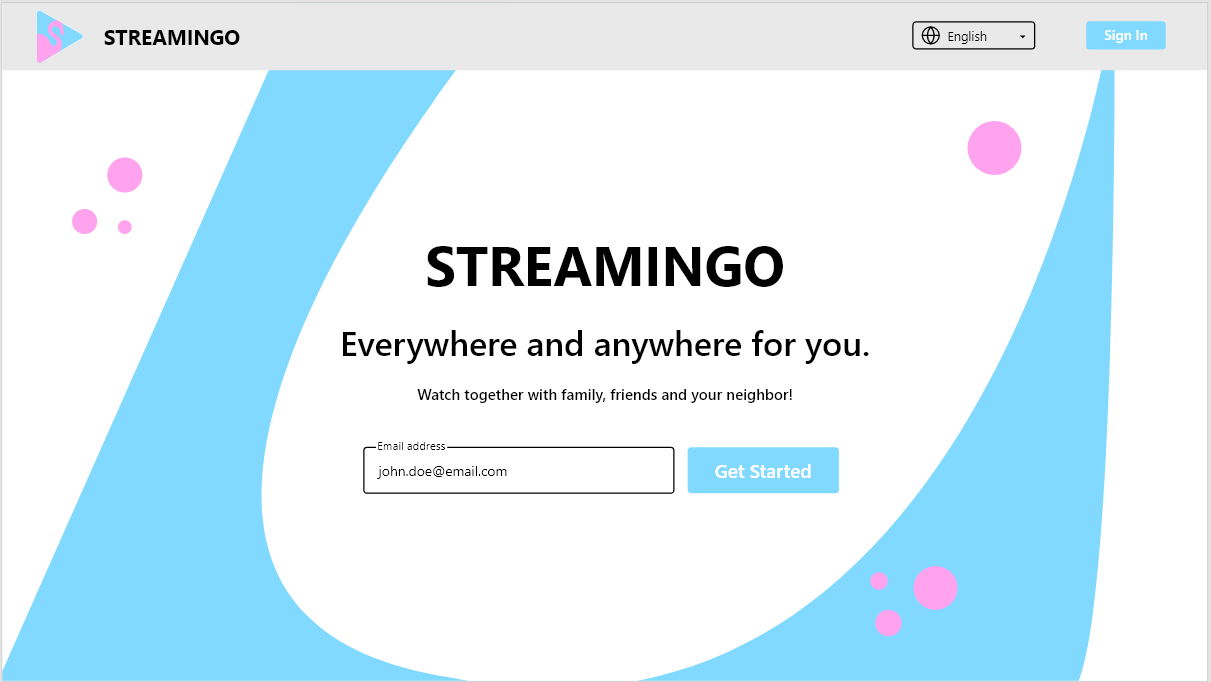 STREAMINGO
English
Sign In
STREAMINGO
Everywhere and anywhere for you.
Watch together with family, friends and your neighbor!
Email address
john.doe@email.com
Get Started